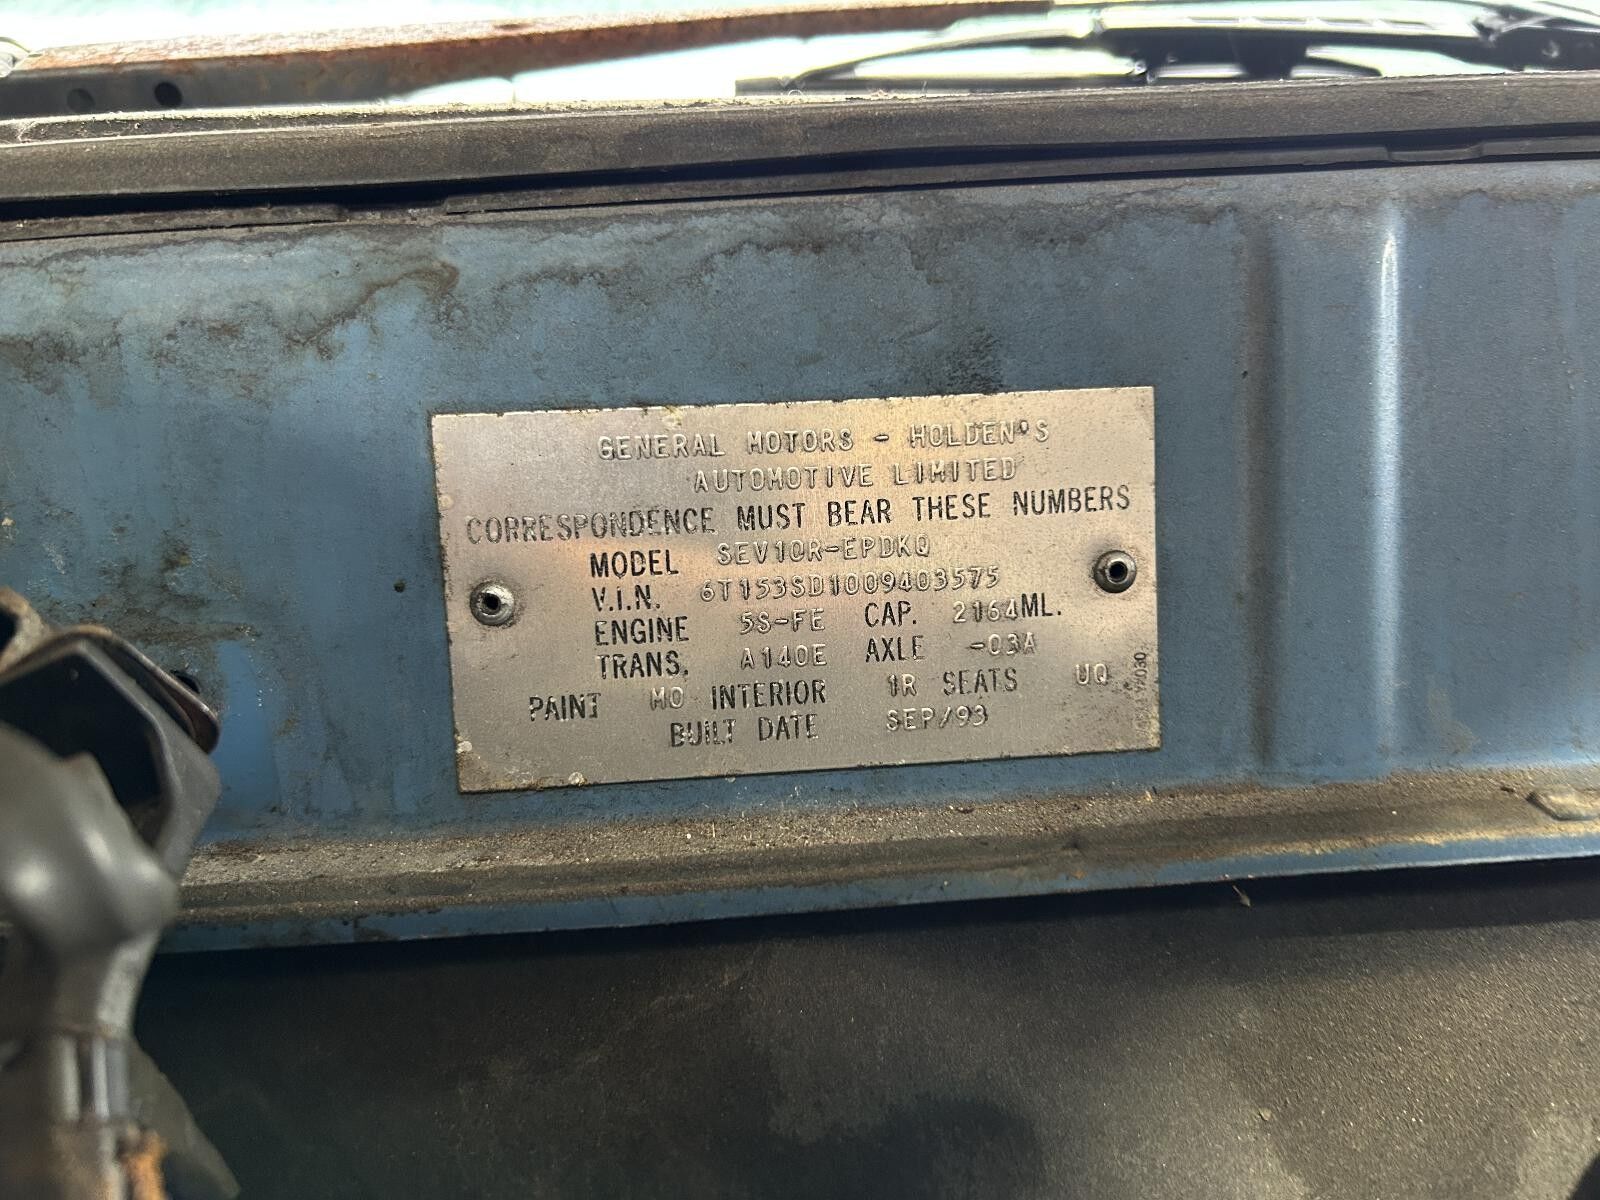 GENERAL MOTORS - HOLDEN'S
AUTOMOTIVE LIMITED
CORRESPONDENCE MUST BEAR THESE NUMBERS
MODEL SEV10R-EPDKQ
V.I.N. 6T153SD1009403575
ENGINE 5S-FE CAP. 2164ML.
TRANS. A140E AXLE -03A
PAINT MO INTERIOR 1R SEATS UQ
BUILT DATE SEP/93